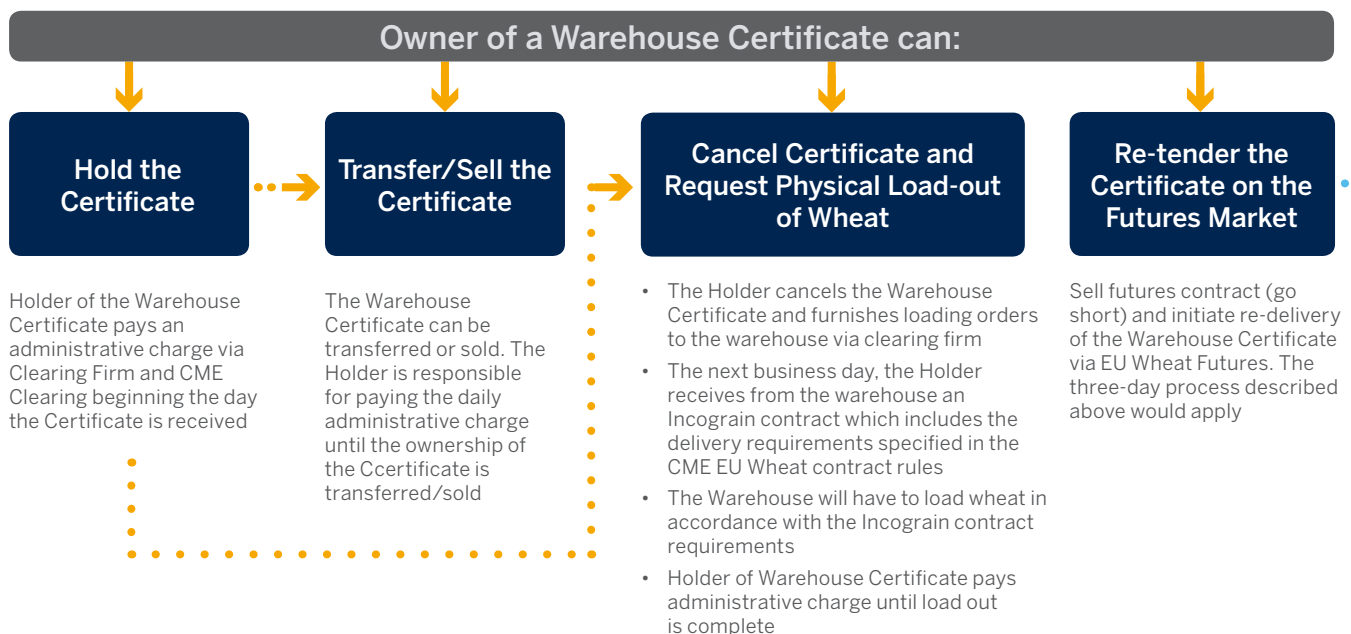 Owner of a Warehouse Certificate can:
Hold the
Certificate
Holder of the Warehouse
Certificate pays an
administrative charge via
Clearing Firm and CME
Clearing beginning the day
the Certificate is received
Transfer/Sell the
Certificate
The Warehouse
Certificate can be
transferred or sold. The
Holder is responsible
for paying the daily
administrative charge
until the ownership of
the Ccertificate is
transferred/sold
Cancel Certificate and
Request Physical Load-out
of Wheat
• The Holder cancels the Warehouse
Certificate and furnishes loading orders
to the warehouse via clearing firm
• The next business day, the Holder
receives from the warehouse an
Incograin contract which includes the
delivery requirements specified in the
CME EU Wheat contract rules
• The Warehouse will have to load wheat in
accordance with the Incograin contract
requirements
• Holder of Warehouse Certificate pays
administrative charge until load out
is complete
Re-tender the
Certificate on the
Futures Market
Sell futures contract (go
short) and initiate re-delivery
of the Warehouse Certificate
via EU Wheat Futures. The
three-day process described
above would apply